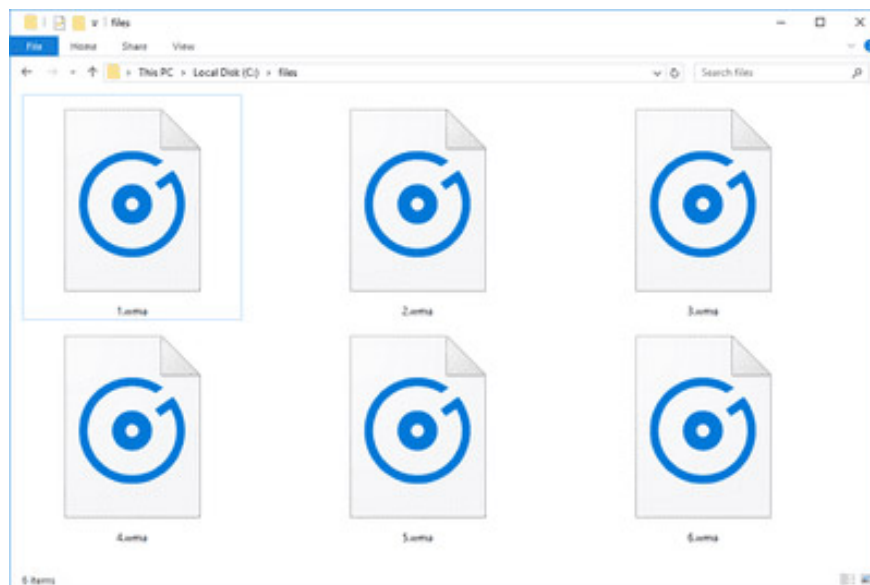 files
File Home Share View
This PC > Local Disk (C:) > files
Search files
1.wma 2.wma 3.wma
4.wma 5.wma 6.wma
6 items